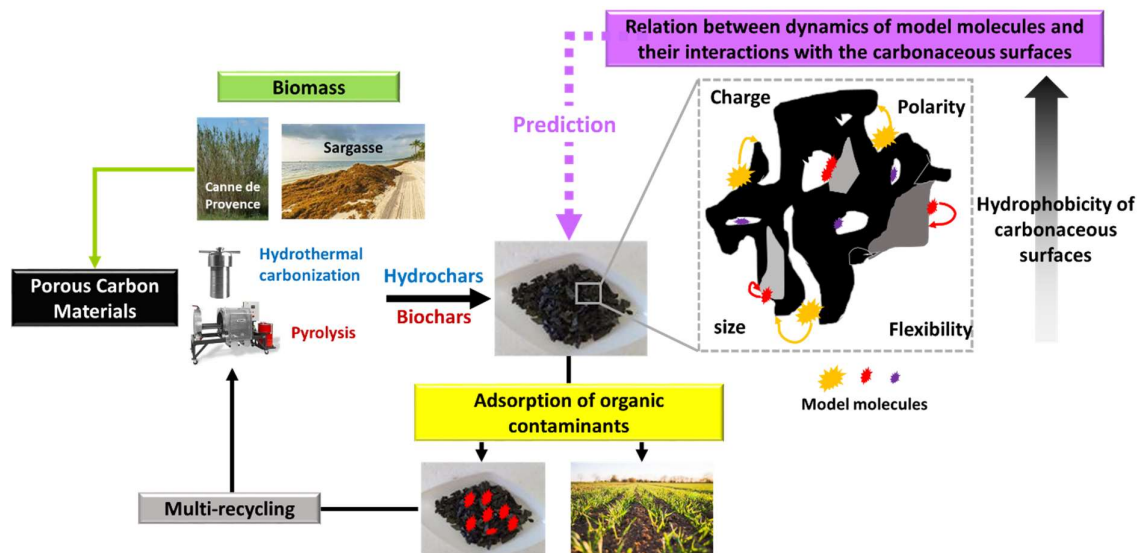 Relation between dynamics of model molecules and
their interactions with the carbonaceous surfaces
Biomass
Canne de
Provence
Sargasse
Prediction
Charge
Polarity
size
Flexibility
Hydrophobicity of
carbonaceous
surfaces
Model molecules
Porous Carbon
Materials
Hydrothermal
carbonization
Pyrolysis
Hydrochars
Biochars
Adsorption of organic
contaminants
Multi-recycling